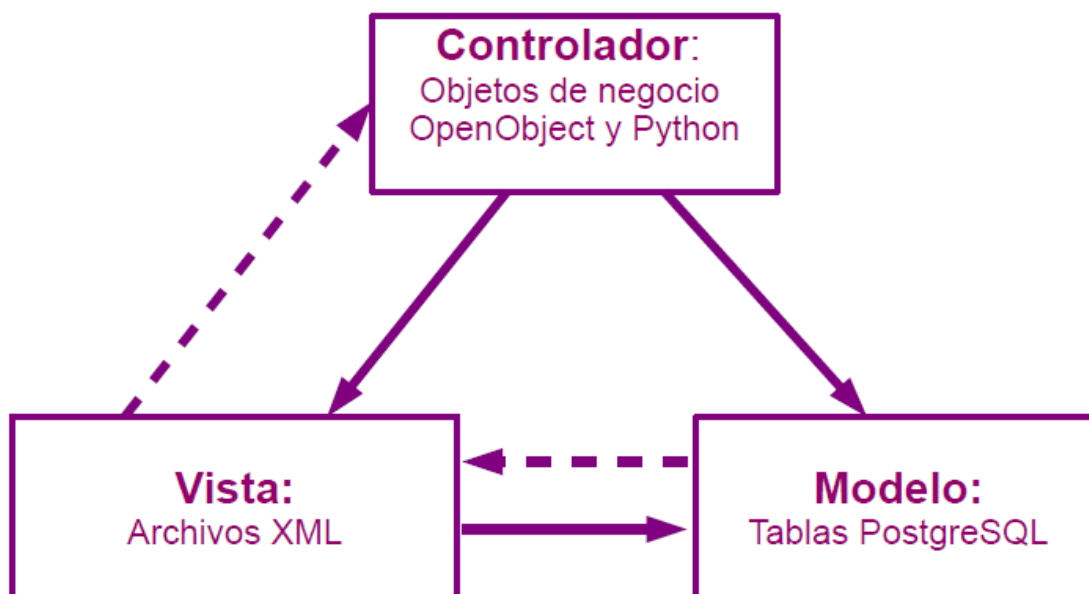 Controlador:
Objetos de negocio
OpenObject y Python
Vista:
Archivos XML
Modelo:
Tablas PostgreSQL